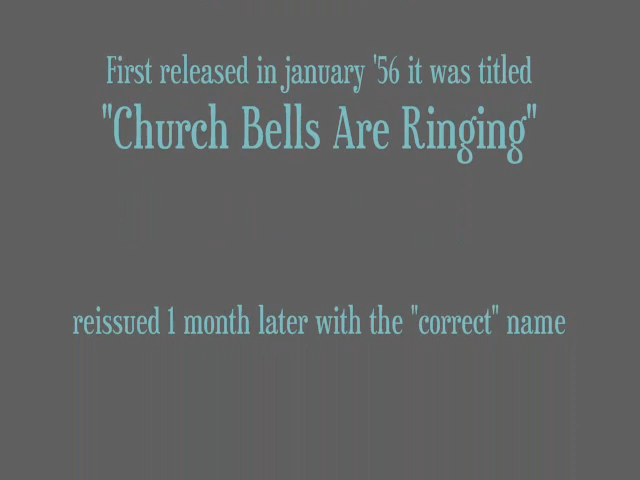 First released in january '56 it was titled
"Church Bells Are Ringing"
reissued 1 month later with the "correct" name